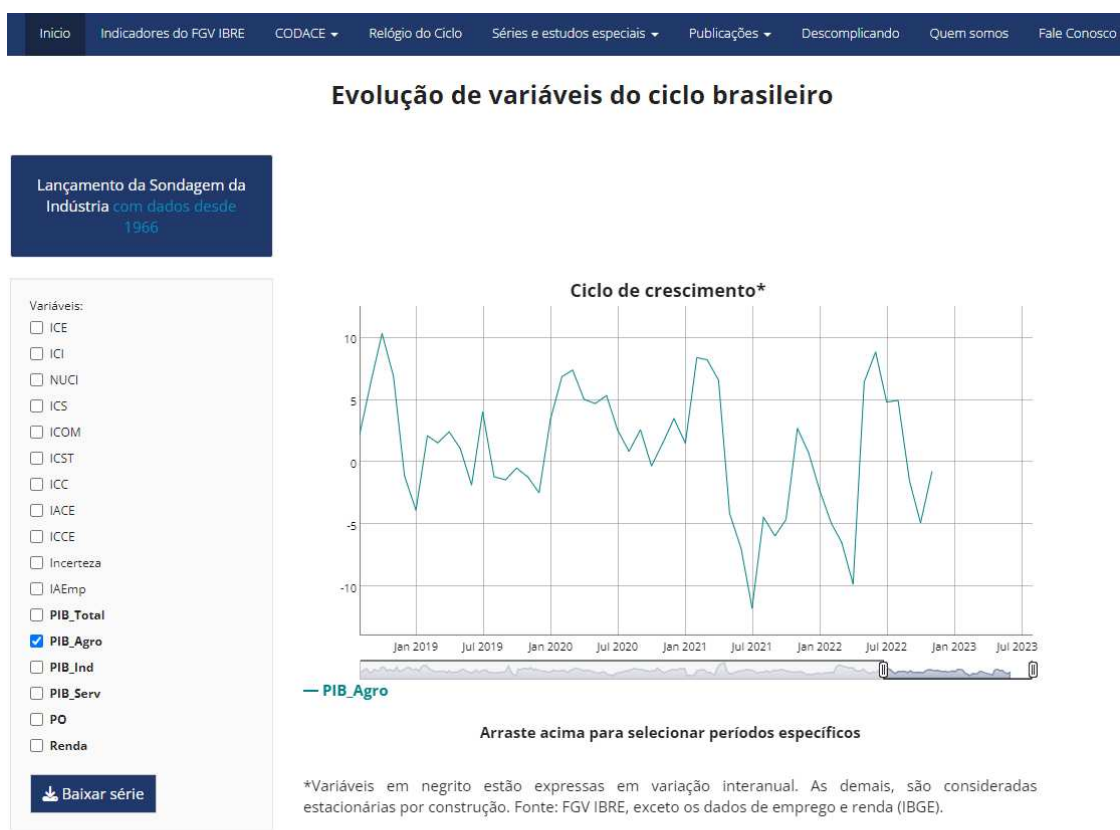 Inicio Indicadores do FGV IBRE CODACE Relógio do Ciclo Séries e estudos especiais Publicações Descomplicando Quem somos Fale Conosco
Evolução de variáveis do ciclo brasileiro
Lançamento da Sondagem da
Indústria com dados desde
1966
Variáveis:
ICE
ICI
NUCI
ICS
ICOM
ICST
ICC
IACE
ICCE
Incerteza
IAEmp
PIB_Total
PIB_Agro
PIB_Ind
PIB_Serv
PO
Renda
Baixar série
Ciclo de crescimento*
10
5
0
-5
-10
Jan 2019 Jul 2019 Jan 2020 Jul 2020 Jan 2021 Jul 2021 Jan 2022 Jul 2022 Jan 2023 Jul 2023
— PIB_Agro
Arraste acima para selecionar períodos específicos
*Variáveis em negrito estão expressas em variação interanual. As demais, são consideradas
estacionárias por construção. Fonte: FGV IBRE, exceto os dados de emprego e renda (IBGE).